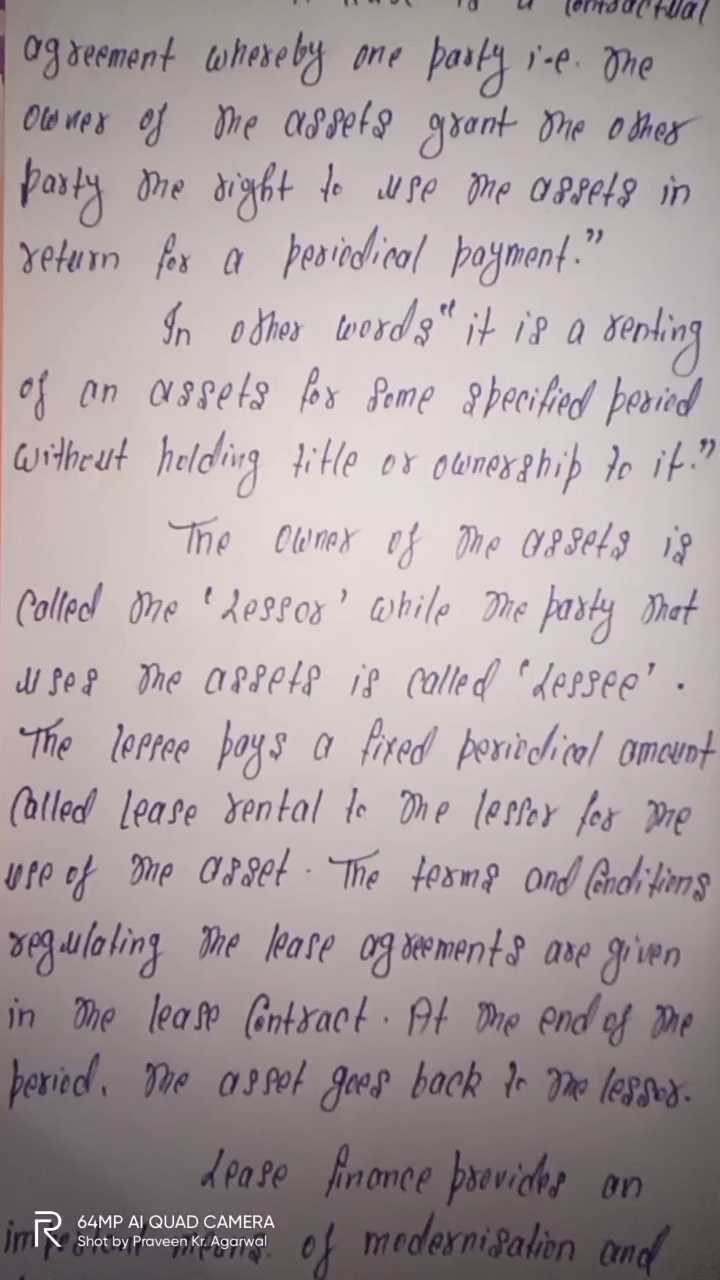 is a contractual
agreement whereby one party i.e. the
owner of the assets grant the other
party the right to use the assets in
return for a periodical payment."
In other words "it is a renting
of an assets for some specified period
without holding title or ownership to it."
The owner of the assets is
called the 'Lessor' while the party that
uses the assets is called 'Lessee'.
The lessee pays a fixed periodical amount
called lease rental to the lessor for the
use of the asset. The terms and Conditions
regulating the lease agreements are given
in the lease Contract. At the end of the
period, the asset goes back to the lessor.
Lease finance provides an
important means of modernisation and
64MP AI QUAD CAMERA
Shot by Praveen Kr. Agarwal